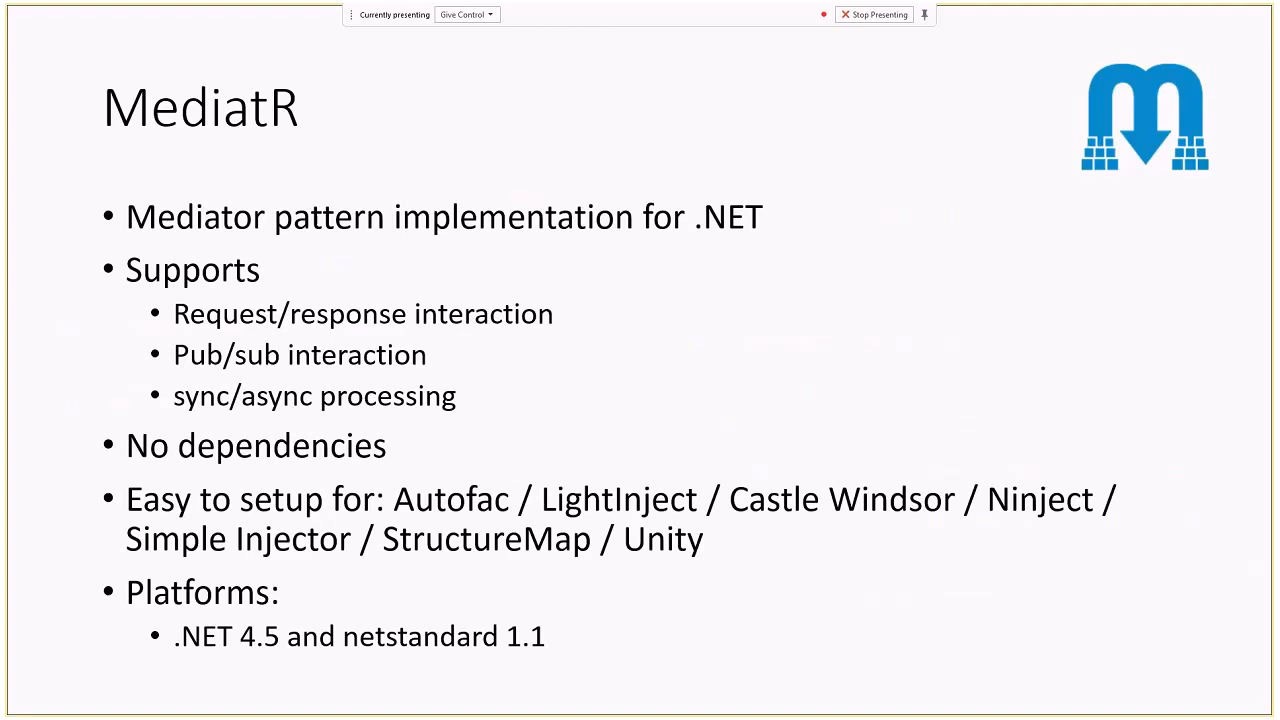 Currently presenting Give Control Stop Presenting
MediatR
• Mediator pattern implementation for .NET
• Supports
• Request/response interaction
• Pub/sub interaction
• sync/async processing
• No dependencies
• Easy to setup for: Autofac / LightInject / Castle Windsor / Ninject /
Simple Injector / StructureMap / Unity
• Platforms:
• .NET 4.5 and netstandard 1.1